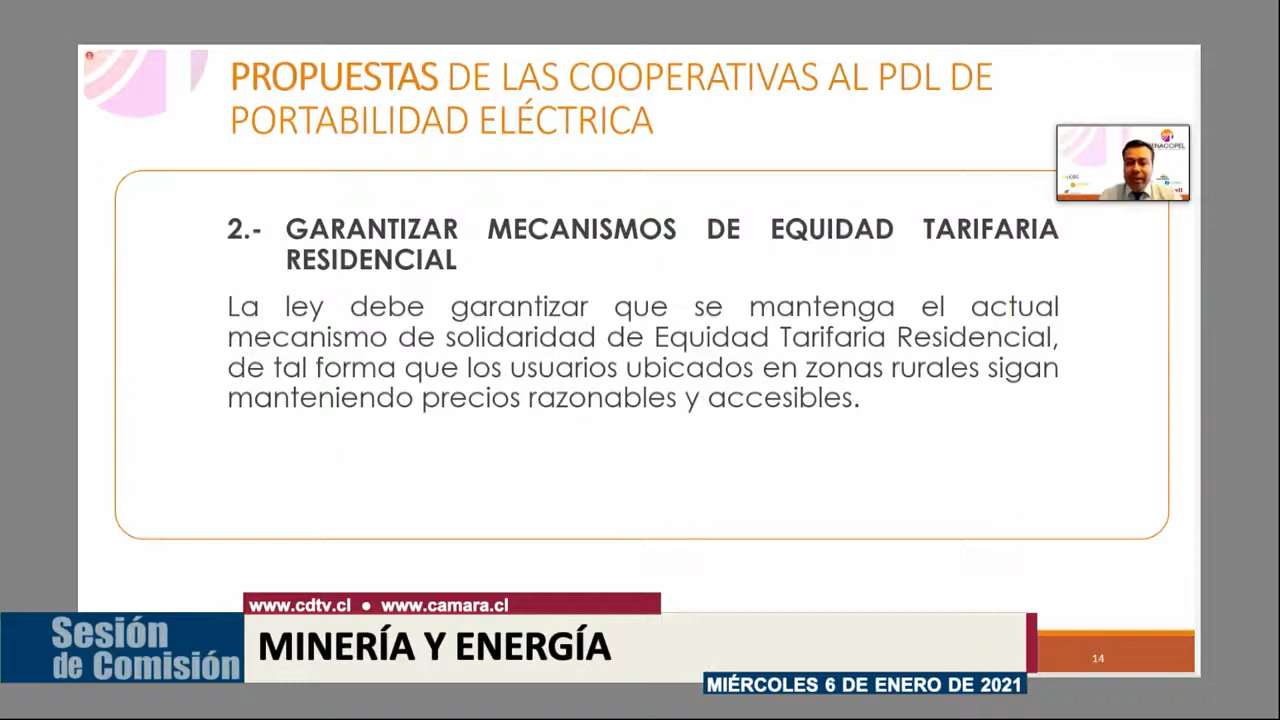 PROPUESTAS DE LAS COOPERATIVAS AL PDL DE
PORTABILIDAD ELÉCTRICA
2.- GARANTIZAR MECANISMOS DE EQUIDAD TARIFARIA
RESIDENCIAL
La ley debe garantizar que se mantenga el actual
mecanismo de solidaridad de Equidad Tarifaria Residencial,
de tal forma que los usuarios ubicados en zonas rurales sigan
manteniendo precios razonables y accesibles.
www.cdtv.cl ● www.camara.cl
Sesión
de Comisión
MINERÍA Y ENERGÍA
14
MIÉRCOLES 6 DE ENERO DE 2021